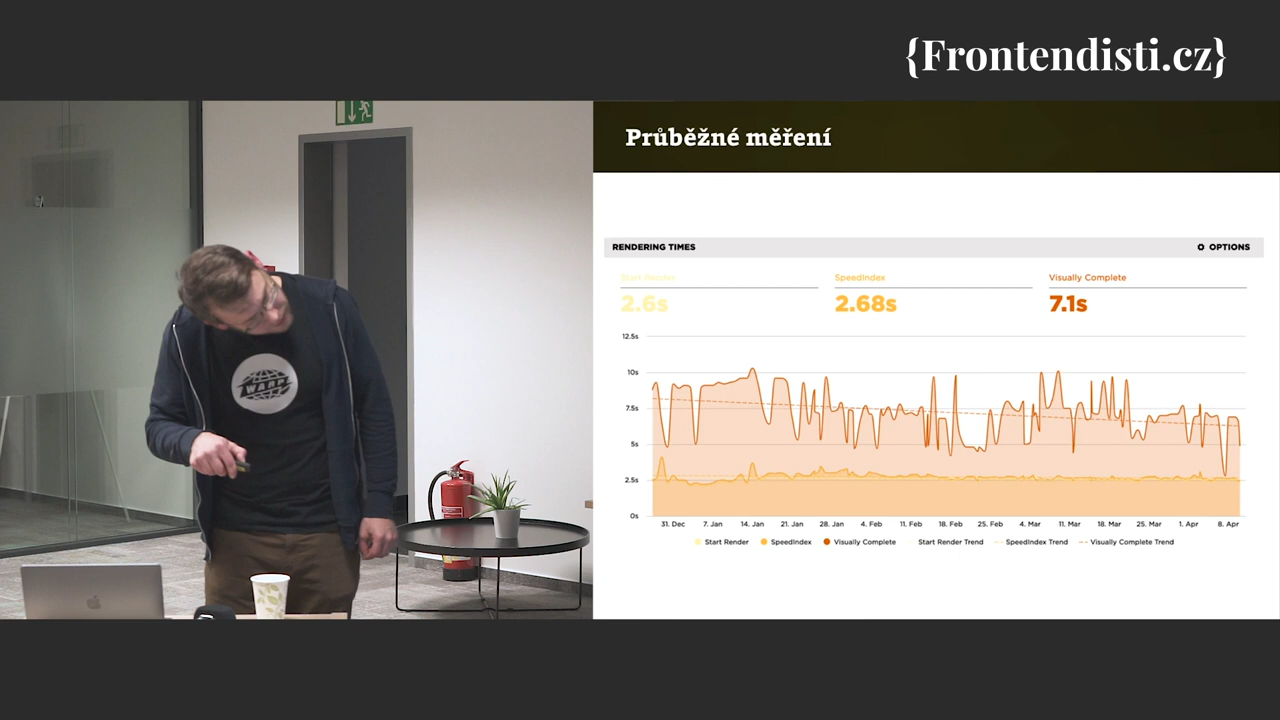 {Frontendisti.cz}
Průběžné měření
RENDERING TIMES
OPTIONS
Start Render
SpeedIndex
Visually Complete
2.6s
2.68s
7.1s
12.5s
10s
7.5s
5s
2.5s
0s
31. Dec 7. Jan 14. Jan 21. Jan 28. Jan 4. Feb 11. Feb 18. Feb 25. Feb 4. Mar 11. Mar 18. Mar 25. Mar 1. Apr 8. Apr
Start Render SpeedIndex Visually Complete Start Render Trend SpeedIndex Trend Visually Complete Trend
WARP